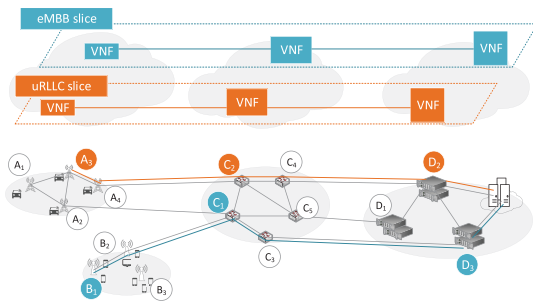 eMBB slice
VNF
VNF
VNF
uRLLC slice
VNF
VNF
VNF
A1
A3
A4
A2
C2
C4
C1
C5
C3
D2
D1
D3
B2
B1
B3